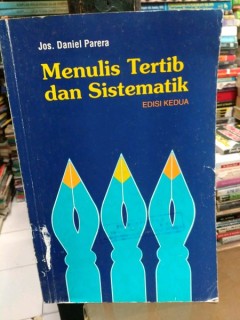 Jos. Daniel Parera
Menulis Tertib
dan Sistematik
EDISI KEDUA